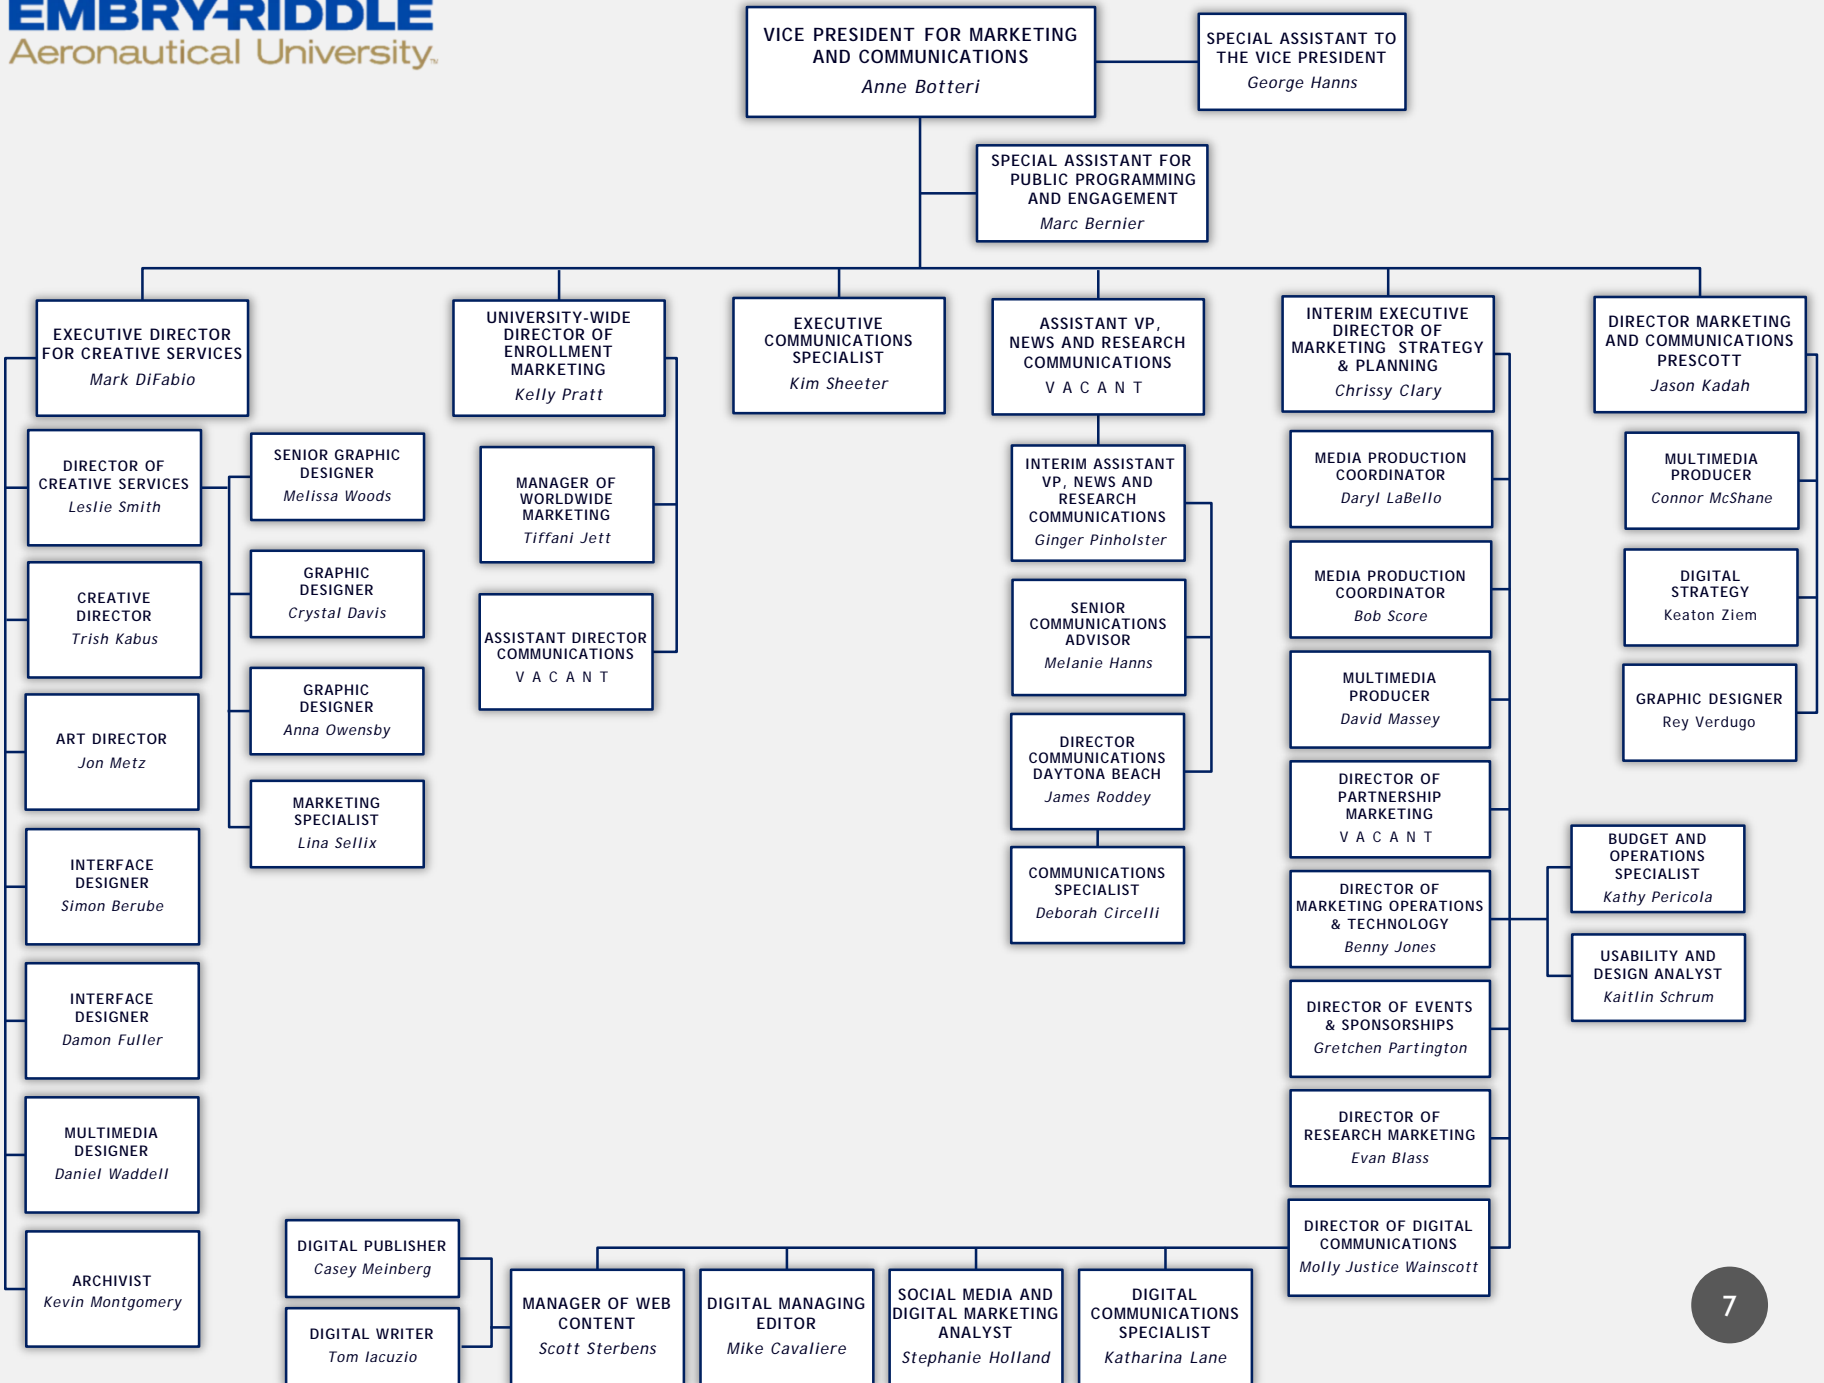 EMBRY-RIDDLE
Aeronautical University™
VICE PRESIDENT FOR MARKETING
AND COMMUNICATIONS
Anne Botteri
SPECIAL ASSISTANT TO
THE VICE PRESIDENT
George Hanns
SPECIAL ASSISTANT FOR
PUBLIC PROGRAMMING
AND ENGAGEMENT
Marc Bernier
EXECUTIVE DIRECTOR
FOR CREATIVE SERVICES
Mark DiFabio
DIRECTOR OF
CREATIVE SERVICES
Leslie Smith
CREATIVE
DIRECTOR
Trish Kabus
ART DIRECTOR
Jon Metz
INTERFACE
DESIGNER
Simon Berube
INTERFACE
DESIGNER
Damon Fuller
MULTIMEDIA
DESIGNER
Daniel Waddell
ARCHIVIST
Kevin Montgomery
SENIOR GRAPHIC
DESIGNER
Melissa Woods
GRAPHIC
DESIGNER
Crystal Davis
GRAPHIC
DESIGNER
Anna Owensby
MARKETING
SPECIALIST
Lina Sellix
UNIVERSITY-WIDE
DIRECTOR OF
ENROLLMENT
MARKETING
Kelly Pratt
MANAGER OF
WORLDWIDE
MARKETING
Tiffani Jett
ASSISTANT DIRECTOR
COMMUNICATIONS
V A C A N T
EXECUTIVE
COMMUNICATIONS
SPECIALIST
Kim Sheeter
ASSISTANT VP,
NEWS AND RESEARCH
COMMUNICATIONS
V A C A N T
INTERIM ASSISTANT
VP, NEWS AND
RESEARCH
COMMUNICATIONS
Ginger Pinholster
SENIOR
COMMUNICATIONS
ADVISOR
Melanie Hanns
DIRECTOR
COMMUNICATIONS
DAYTONA BEACH
James Roddey
COMMUNICATIONS
SPECIALIST
Deborah Circelli
INTERIM EXECUTIVE
DIRECTOR OF
MARKETING STRATEGY
& PLANNING
Chrissy Clary
MEDIA PRODUCTION
COORDINATOR
Daryl LaBello
MEDIA PRODUCTION
COORDINATOR
Bob Score
MULTIMEDIA
PRODUCER
David Massey
DIRECTOR OF
PARTNERSHIP
MARKETING
V A C A N T
DIRECTOR OF
MARKETING OPERATIONS
& TECHNOLOGY
Benny Jones
BUDGET AND
OPERATIONS
SPECIALIST
Kathy Pericola
USABILITY AND
DESIGN ANALYST
Kaitlin Schrum
DIRECTOR OF EVENTS
& SPONSORSHIPS
Gretchen Partington
DIRECTOR OF
RESEARCH MARKETING
Evan Blass
DIRECTOR OF DIGITAL
COMMUNICATIONS
Molly Justice Wainscott
DIRECTOR MARKETING
AND COMMUNICATIONS
PRESCOTT
Jason Kadah
MULTIMEDIA
PRODUCER
Connor McShane
DIGITAL
STRATEGY
Keaton Ziem
GRAPHIC DESIGNER
Rey Verdugo
DIGITAL PUBLISHER
Casey Meinberg
DIGITAL WRITER
Tom Iacuzio
MANAGER OF WEB
CONTENT
Scott Sterbens
DIGITAL MANAGING
EDITOR
Mike Cavaliere
SOCIAL MEDIA AND
DIGITAL MARKETING
ANALYST
Stephanie Holland
DIGITAL
COMMUNICATIONS
SPECIALIST
Katharina Lane
7